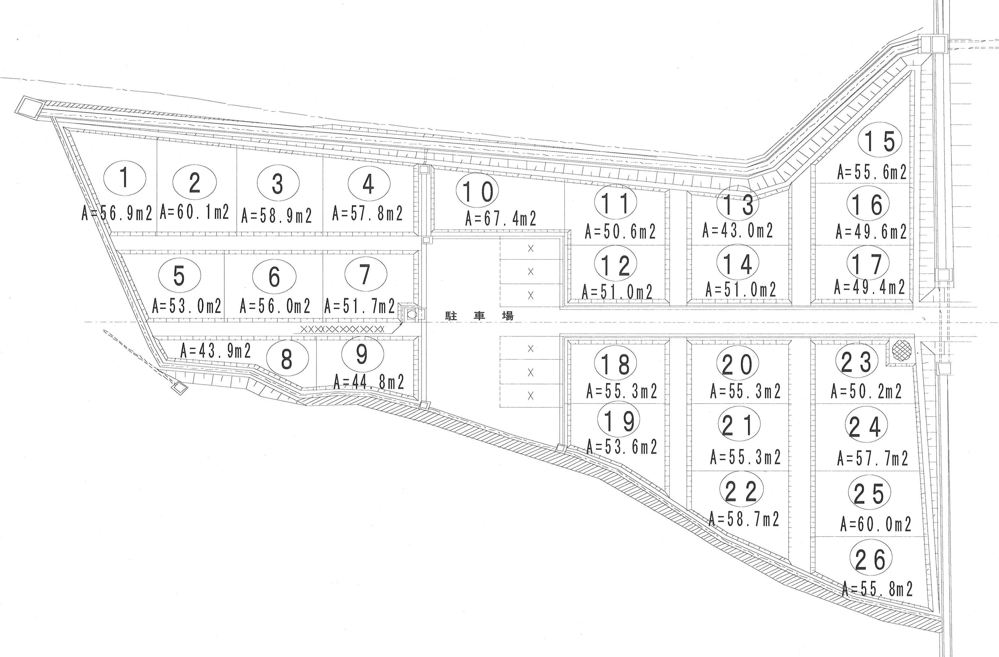 1
A=56.9m2
2
A=60.1m2
3
A=58.9m2
4
A=57.8m2
5
A=53.0m2
6
A=56.0m2
7
A=51.7m2
8
A=43.9m2
9
A=44.8m2
10
A=67.4m2
11
A=50.6m2
12
A=51.0m2
13
A=43.0m2
14
A=51.0m2
15
A=55.6m2
16
A=49.6m2
17
A=49.4m2
駐車場
18
A=55.3m2
19
A=53.6m2
20
A=55.3m2
21
A=55.3m2
22
A=58.7m2
23
A=50.2m2
24
A=57.7m2
25
A=60.0m2
26
A=55.8m2